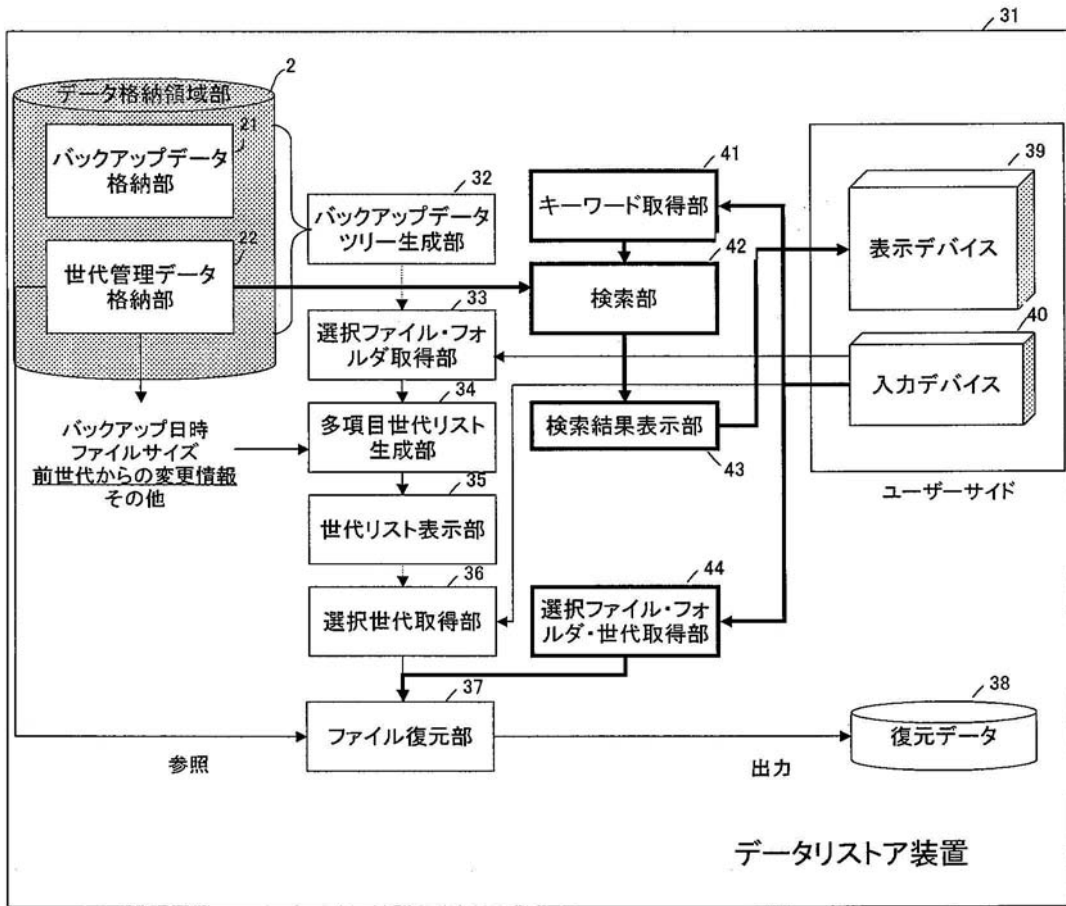 31
2
データ格納領域部
21
バックアップデータ
格納部
22
世代管理データ
格納部
32
バックアップデータ
ツリー生成部
33
選択ファイル・フォ
ルダ取得部
34
多項目世代リスト
生成部
バックアップ日時
ファイルサイズ
前世代からの変更情報
その他
35
世代リスト表示部
36
選択世代取得部
37
ファイル復元部
参照
41
キーワード取得部
42
検索部
検索結果表示部
43
44
選択ファイル・フォ
ルダ・世代取得部
39
表示デバイス
40
入力デバイス
ユーザーサイド
38
復元データ
出力
データリストア装置